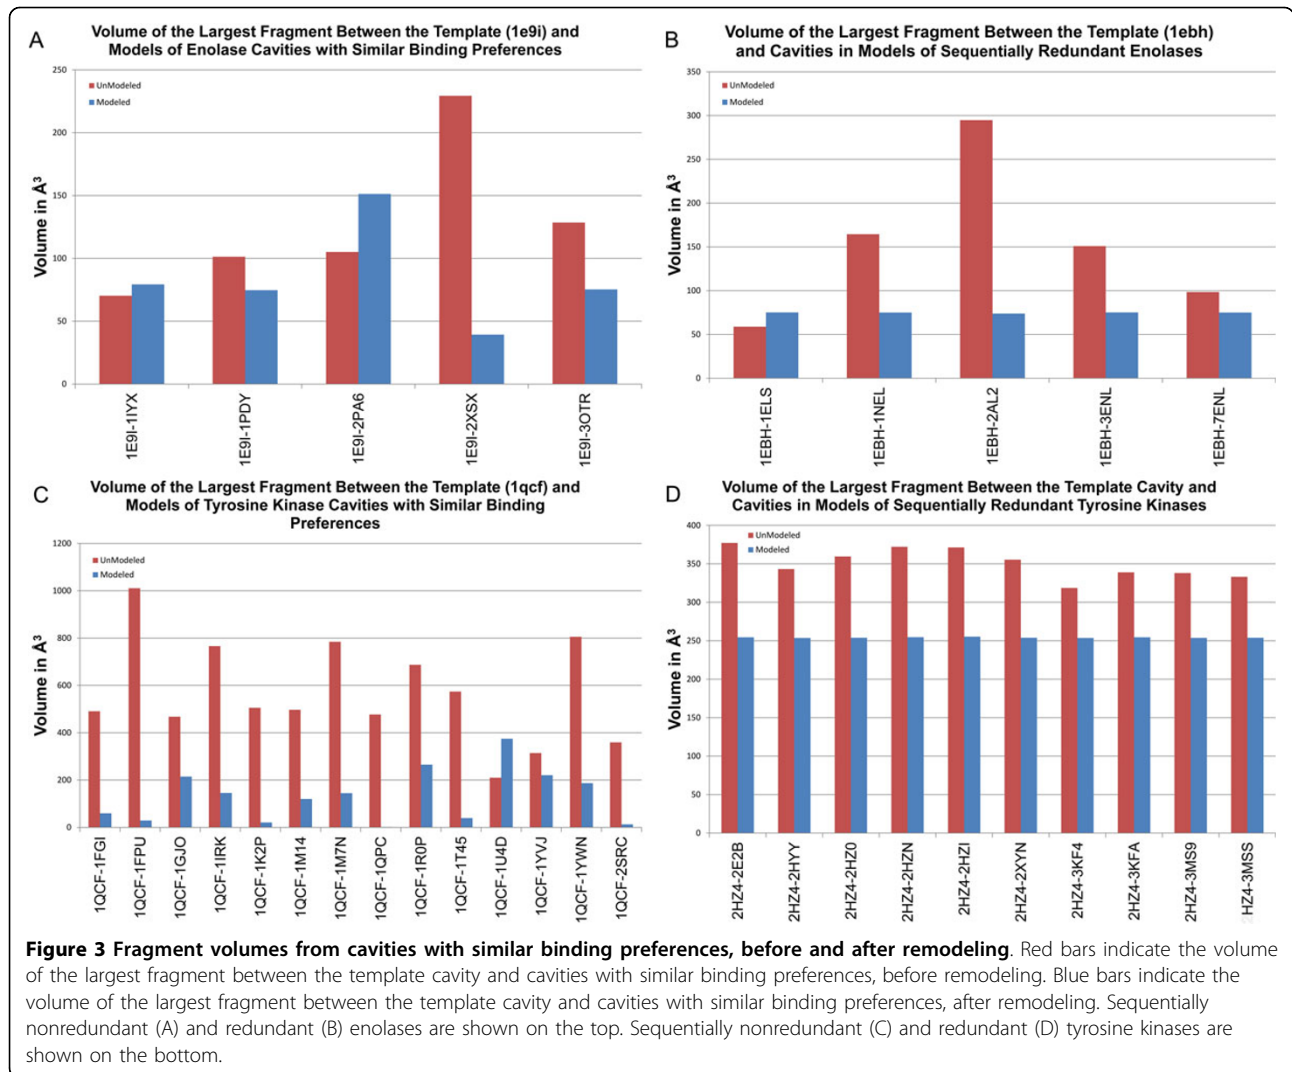 A
Volume of the Largest Fragment Between the Template (1e9i) and
Models of Enolase Cavities with Similar Binding Preferences
UnModeled
Modeled
Volume in Å³
250
200
150
100
50
0
1E9I-1IYX
1E9I-1PDY
1E9I-2PA6
1E9I-2XSX
1E9I-3OTR
B
Volume of the Largest Fragment Between the Template (1ebh)
and Cavities in Models of Sequentially Redundant Enolases
UnModeled
Modeled
Volume in Å³
350
300
250
200
150
100
50
0
1EBH-1ELS
1EBH-1NEL
1EBH-2AL2
1EBH-3ENL
1EBH-7ENL
C
Volume of the Largest Fragment Between the Template (1qcf) and
Models of Tyrosine Kinase Cavities with Similar Binding
Preferences
UnModeled
Modeled
Volume in Å³
1200
1000
800
600
400
200
0
1QCF-1FGI
1QCF-1FPU
1QCF-1GJO
1QCF-1IRK
1QCF-1K2P
1QCF-1M14
1QCF-1M7N
1QCF-1QPC
1QCF-1R0P
1QCF-1T45
1QCF-1U4D
1QCF-1YVJ
1QCF-1YWN
1QCF-2SRC
D
Volume of the Largest Fragment Between the Template Cavity and
Cavities in Models of Sequentially Redundant Tyrosine Kinases
UnModeled
Modeled
Volume in Å³
400
350
300
250
200
150
100
50
0
2HZ4-2E2B
2HZ4-2HYY
2HZ4-2HZ0
2HZ4-2HZN
2HZ4-2HZI
2HZ4-2XYN
2HZ4-3KF4
2HZ4-3KFA
2HZ4-3MS9
2HZ4-3MSS
Figure 3 Fragment volumes from cavities with similar binding preferences, before and after remodeling. Red bars indicate the volume
of the largest fragment between the template cavity and cavities with similar binding preferences, before remodeling. Blue bars indicate the
volume of the largest fragment between the template cavity and cavities with similar binding preferences, after remodeling. Sequentially
nonredundant (A) and redundant (B) enolases are shown on the top. Sequentially nonredundant (C) and redundant (D) tyrosine kinases are
shown on the bottom.